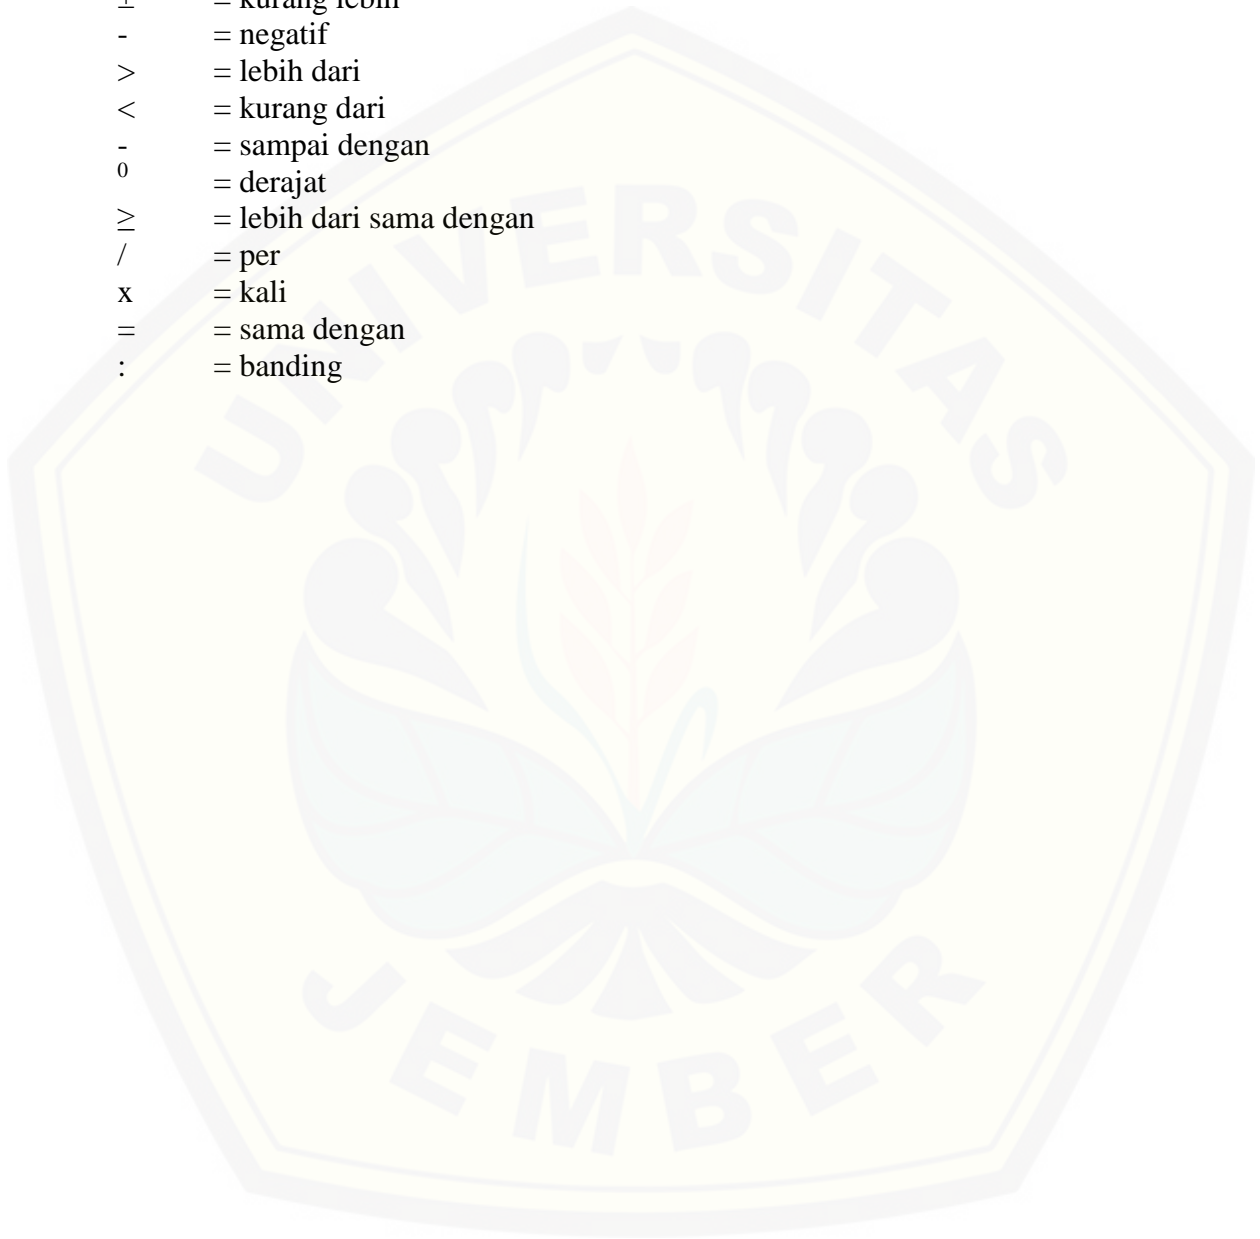 ± = kurang lebih
- = negatif
> = lebih dari
< = kurang dari
- = sampai dengan
⁰ = derajat
≥ = lebih dari sama dengan
/ = per
x = kali
= = sama dengan
: = banding
UNIVERSITAS
JEMBER